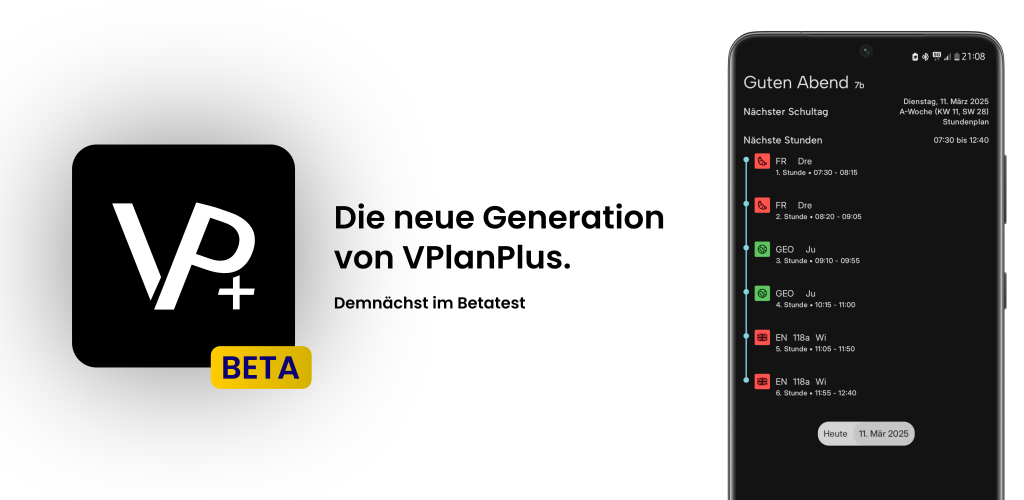 VP+
BETA
Die neue Generation
von VPlanPlus.
Demnächst im Betatest
21:08
Guten Abend 7b
Nächster Schultag
Dienstag, 11. März 2025
A-Woche (KW 11, SW 28)
Stundenplan
Nächste Stunden 07:30 bis 12:40
FR Dre
1. Stunde • 07:30 - 08:15
FR Dre
2. Stunde • 08:20 - 09:05
GEO Ju
3. Stunde • 09:10 - 09:55
GEO Ju
4. Stunde • 10:15 - 11:00
EN 118a Wi
5. Stunde • 11:05 - 11:50
EN 118a Wi
6. Stunde • 11:55 - 12:40
Heute 11. Mär 2025